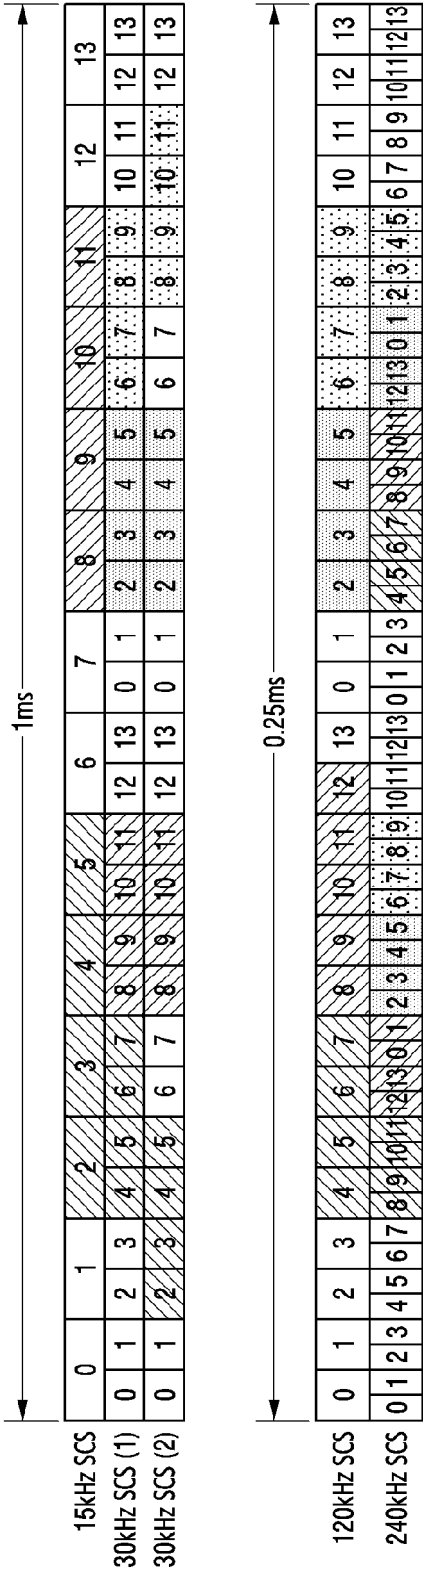 1ms
15kHz SCS 0 1 2 3 4 5 6 7 8 9 10 11 12 13
30kHz SCS (1) 0 1 2 3 4 5 6 7 8 9 10 11 12 13 0 1 2 3 4 5 6 7 8 9 10 11 12 13
30kHz SCS (2) 0 1 2 3 4 5 6 7 8 9 10 11 12 13 0 1 2 3 4 5 6 7 8 9 10 11 12 13
0.25ms
120kHz SCS 0 1 2 3 4 5 6 7 8 9 10 11 12 13 0 1 2 3 4 5 6 7 8 9 10 11 12 13
240kHz SCS 0 1 2 3 4 5 6 7 8 9 10 11 12 13 0 1 2 3 4 5 6 7 8 9 10 11 12 13 0 1 2 3 4 5 6 7 8 9 10 11 12 13 0 1 2 3 4 5 6 7 8 9 10 11 12 13